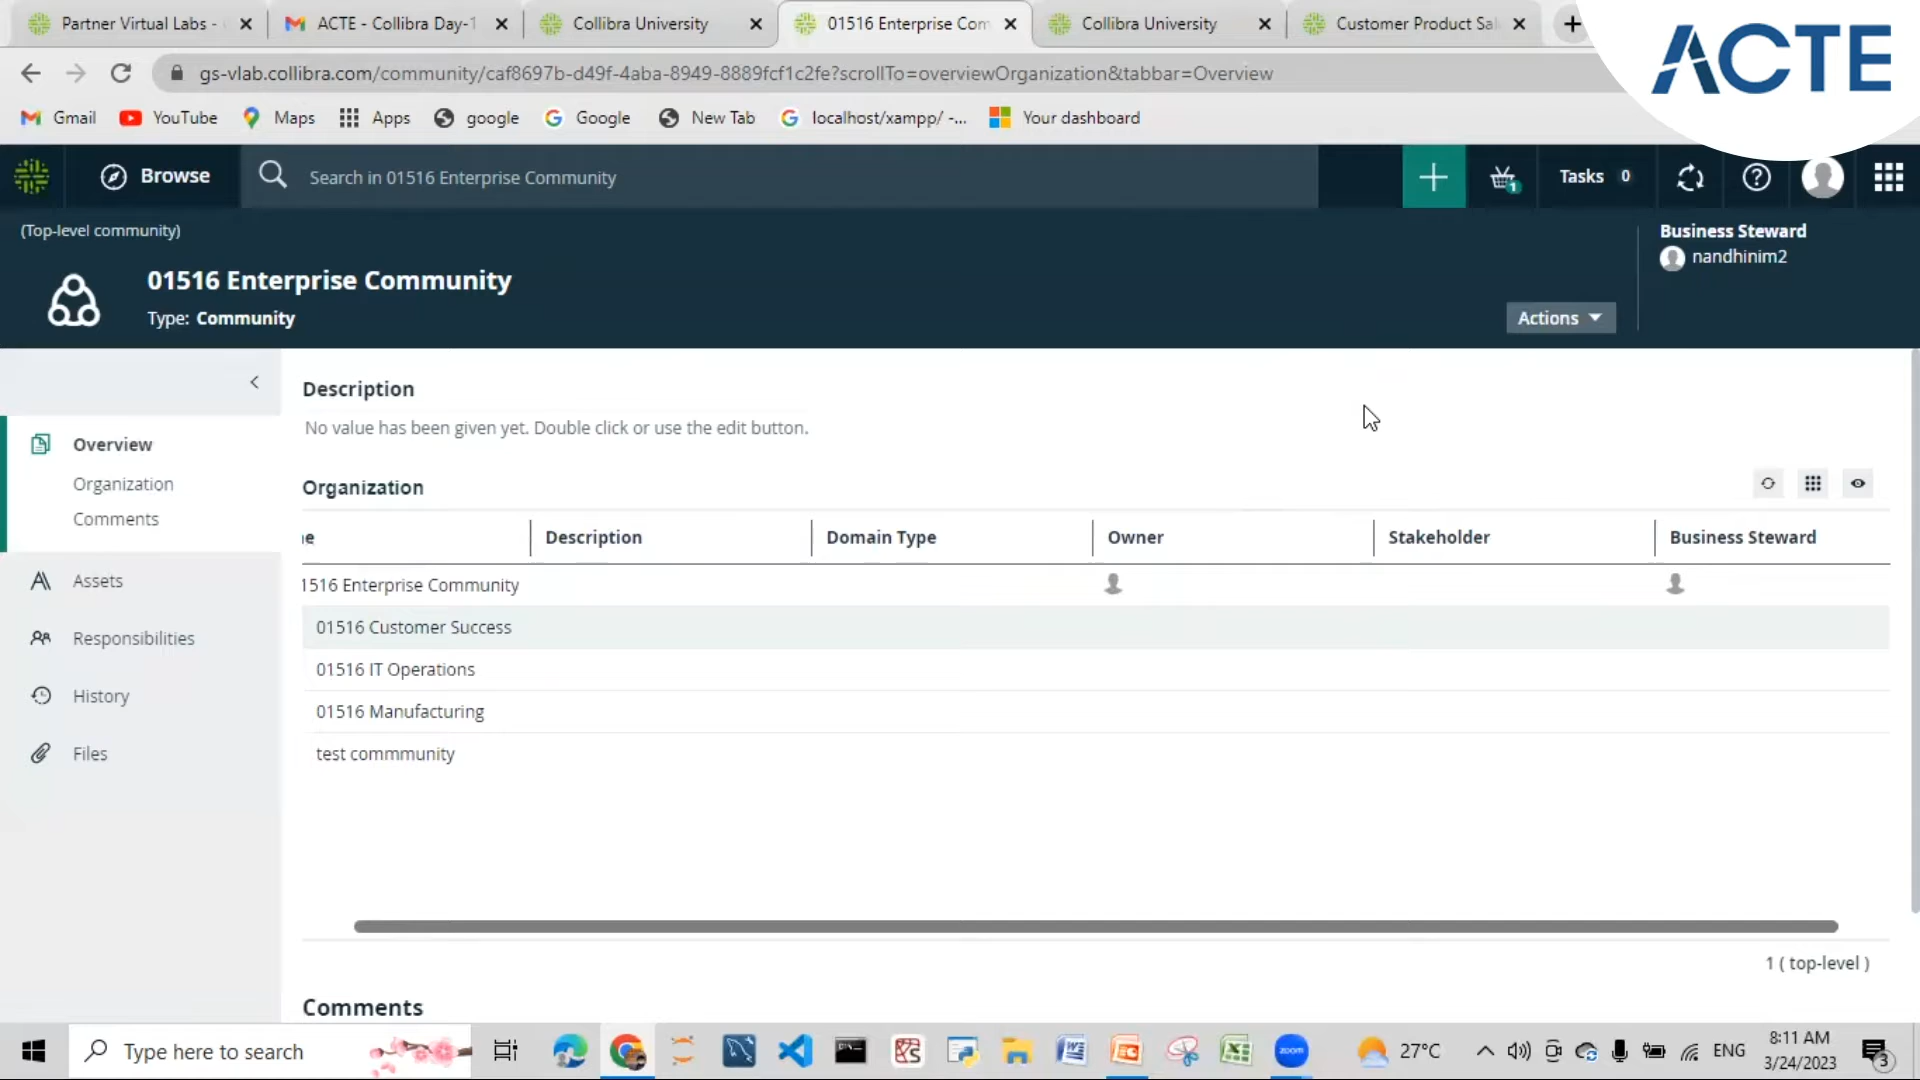 Partner Virtual Labs -
ACTE - Collibra Day-1
Collibra University
01516 Enterprise Com
Collibra University
Customer Product Sal
ACTE
gs-vlab.collibra.com/community/caf8697b-d49f-4aba-8949-8889fcf1c2fe?scrollTo=overviewOrganization&tabbar=Overview
Gmail
YouTube
Maps
Apps
google
Google
New Tab
localhost/xampp/ -...
Your dashboard
Browse
Search in 01516 Enterprise Community
1
Tasks 0
(Top-level community)
01516 Enterprise Community
Type: Community
Actions
Business Steward
nandhinim2
Overview
Organization
Comments
Assets
Responsibilities
History
Files
Description
No value has been given yet. Double click or use the edit button.
Organization
ne Description Domain Type Owner Stakeholder Business Steward
1516 Enterprise Community
01516 Customer Success
01516 IT Operations
01516 Manufacturing
test commmunity
1 ( top-level )
Comments
Type here to search
zoom
27°C
ENG
8:11 AM
3/24/2023
3